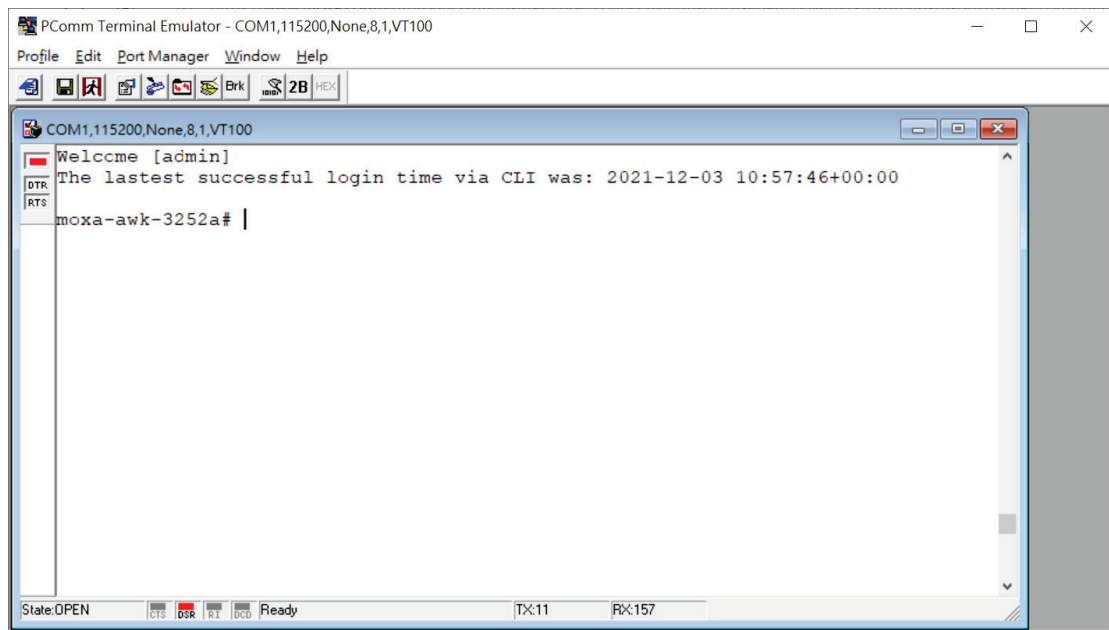 PComm Terminal Emulator - COM1,115200,None,8,1,VT100
Profile Edit Port Manager Window Help
Brk 2B HEX
COM1,115200,None,8,1,VT100
Welccme [admin]
The lastest successful login time via CLI was: 2021-12-03 10:57:46+00:00
DTR
RTS
moxa-awk-3252a#
State:OPEN CTS DSR RI DCD Ready TX:11 RX:157